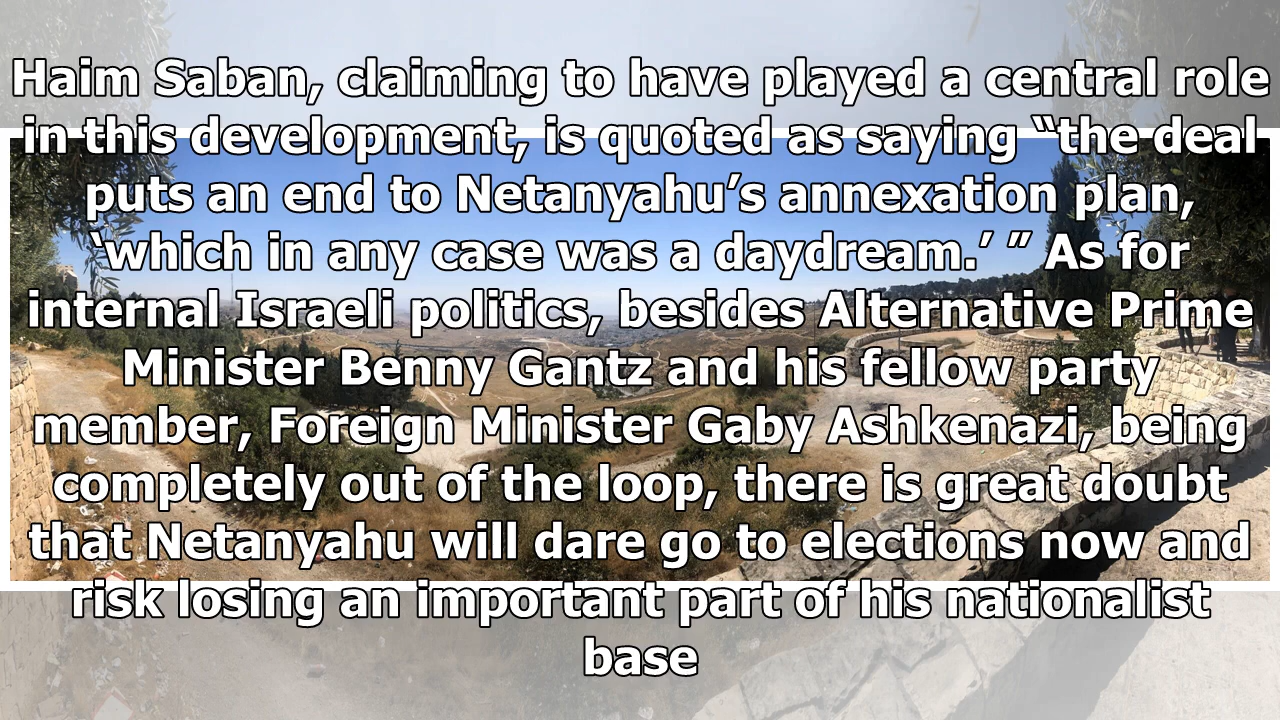 Haim Saban, claiming to have played a central role
in this development, is quoted as saying “the deal
puts an end to Netanyahu’s annexation plan,
‘which in any case was a daydream.’ ” As for
internal Israeli politics, besides Alternative Prime
Minister Benny Gantz and his fellow party
member, Foreign Minister Gaby Ashkenazi, being
completely out of the loop, there is great doubt
that Netanyahu will dare go to elections now and
risk losing an important part of his nationalist
base